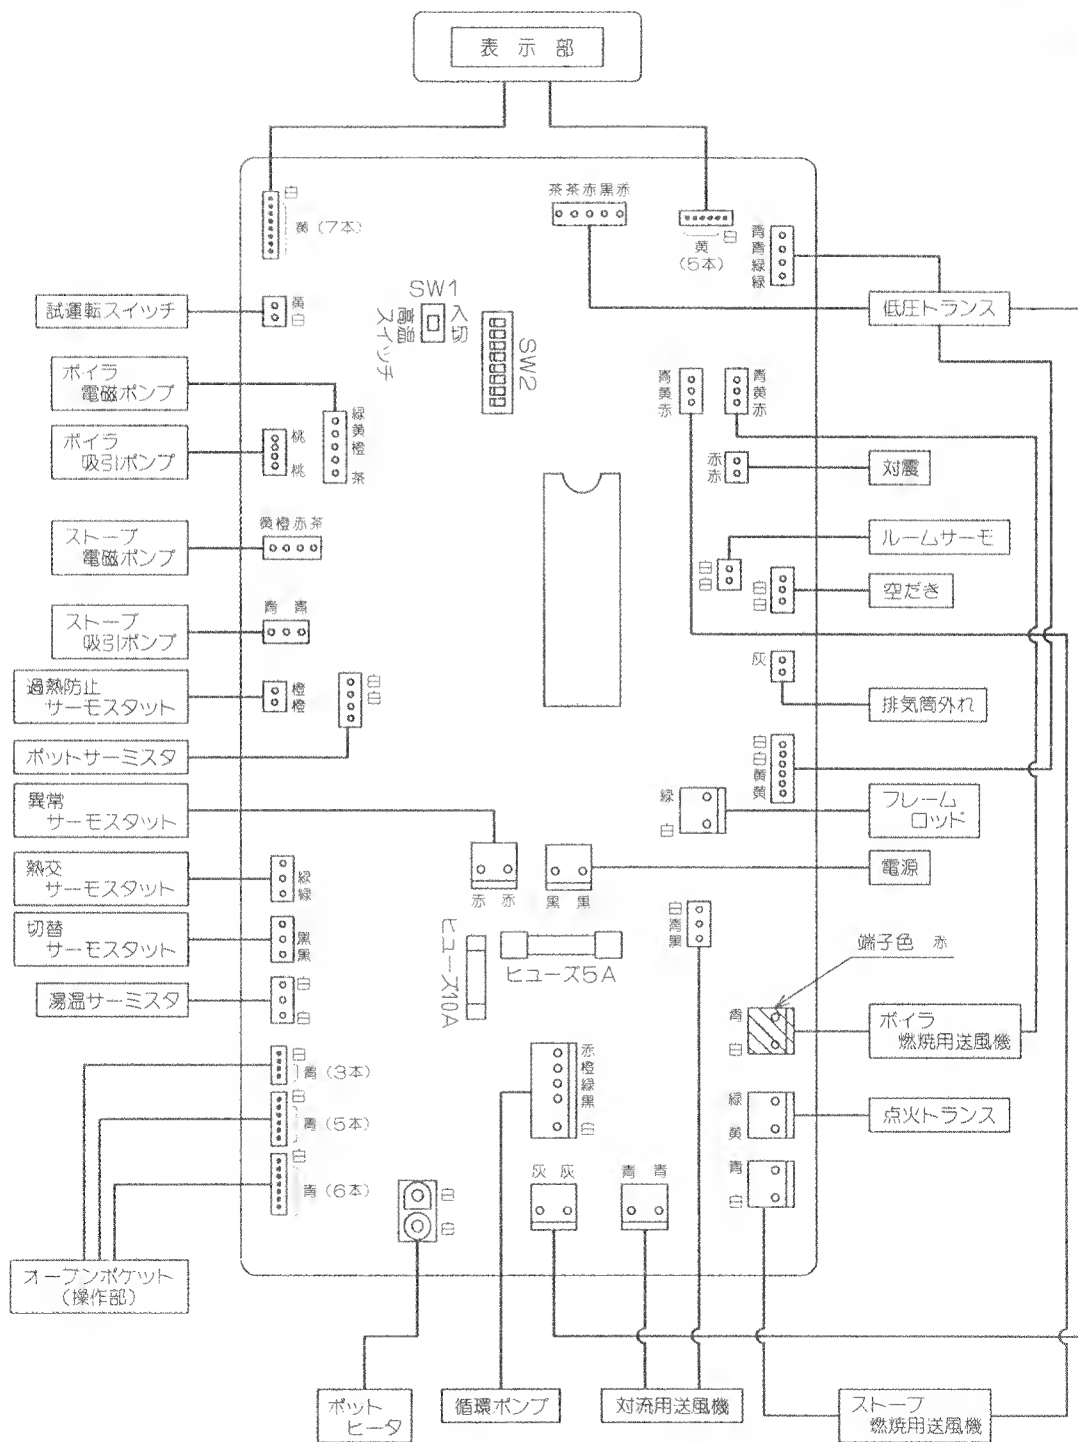 表示部
白
黄(7本)
茶茶赤黒赤
白
黄
(5本)
青
青
緑
緑
試運転スイッチ
黄
白
SW1
高温
スイッチ
入切
SW2
低圧トランス
ボイラ
電磁ポンプ
緑
黄
橙
茶
青
黄
赤
青
黄
赤
ボイラ
吸引ポンプ
桃
桃
赤
赤
対震
ストーブ
電磁ポンプ
黄橙赤茶
ルームサーモ
白
白
白
白
空だき
ストーブ
吸引ポンプ
青 青
灰
過熱防止
サーモスタット
橙
橙
白
白
排気筒外れ
ポットサーミスタ
白
白
黄
黄
異常
サーモスタット
緑
白
フレーム
ロッド
赤 赤
黒 黒
電源
熱交
サーモスタット
緑
緑
白
青
黒
切替
サーモスタット
黒
黒
ヒューズ10A
ヒューズ5A
端子色 赤
湯温サーミスタ
白
白
青
白
ボイラ
燃焼用送風機
白
青(3本)
赤
橙
緑
黒
白
白
青(5本)
緑
黄
点火トランス
白
青(6本)
白
白
灰 灰
青 青
青
白
オープンポケット
(操作部)
ポット
ヒータ
循環ポンプ
対流用送風機
ストーブ
燃焼用送風機